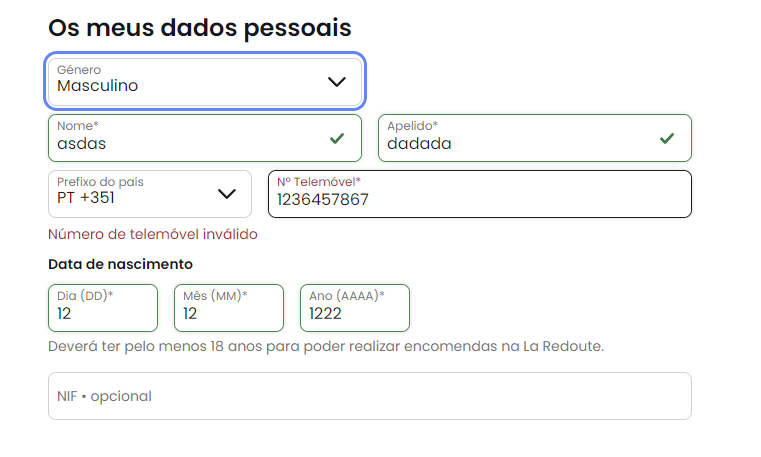 Os meus dados pessoais
Género
Masculino
Nome*
asdas
Apelido*
dadada
Prefixo do país
PT +351
Nº Telemóvel*
1236457867
Número de telemóvel inválido
Data de nascimento
Dia (DD)*
12
Mês (MM)*
12
Ano (AAAA)*
1222
Deverá ter pelo menos 18 anos para poder realizar encomendas na La Redoute.
NIF • opcional